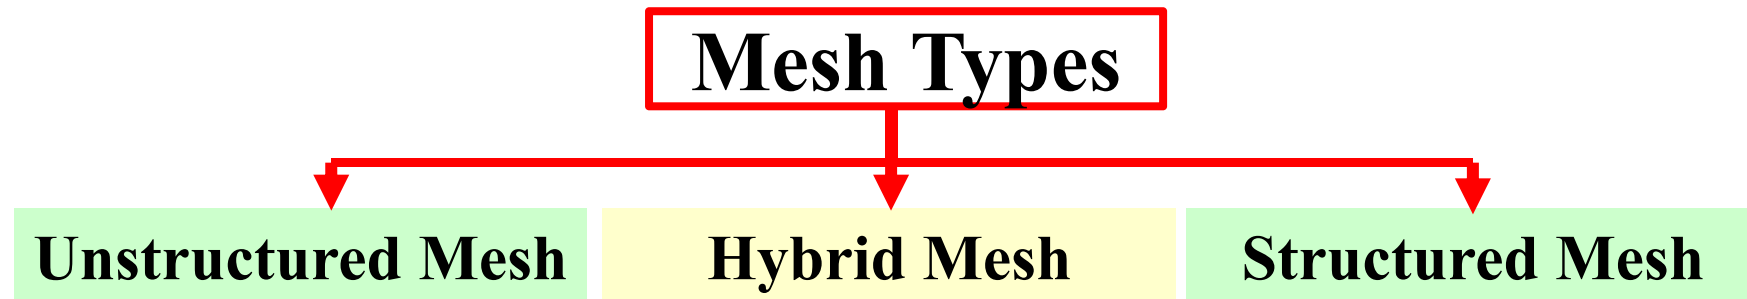 Mesh Types
Unstructured Mesh
Hybrid Mesh
Structured Mesh